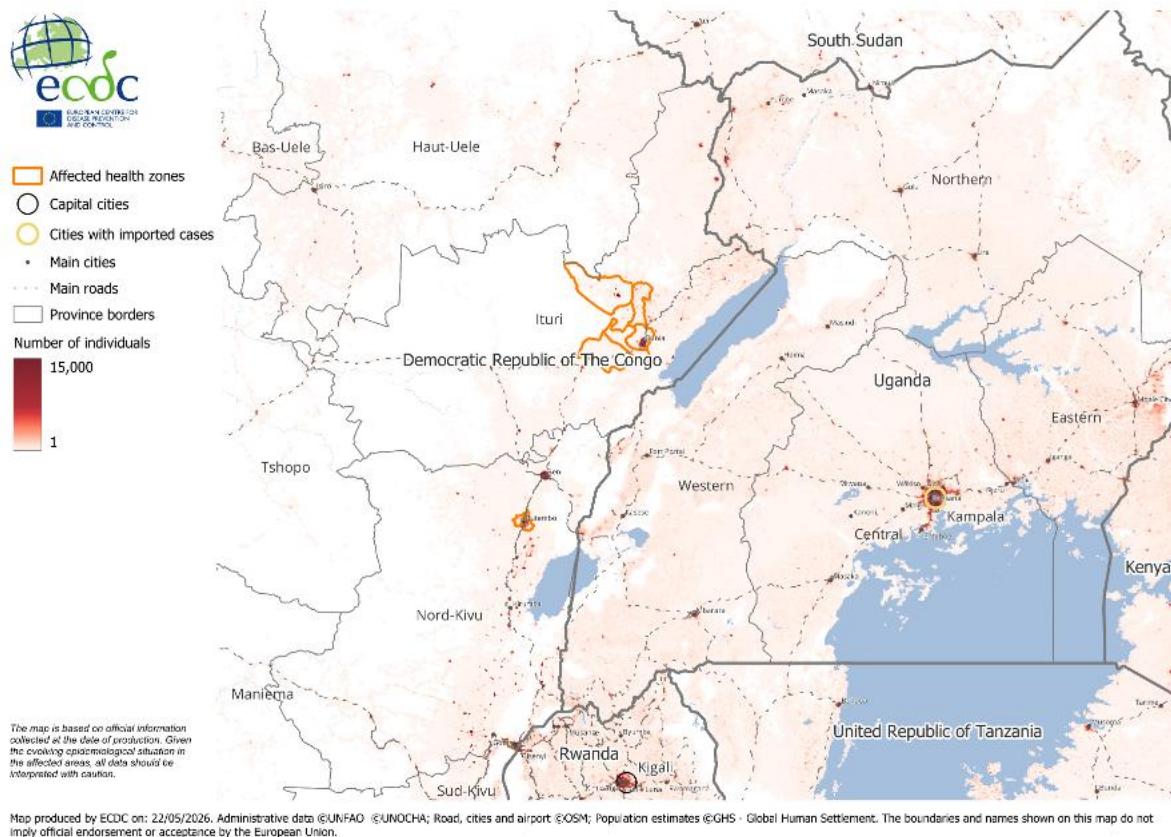 ecdc
EUROPEAN CENTRE FOR
DISEASE PREVENTION
AND CONTROL
Affected health zones
Capital cities
Cities with imported cases
Main cities
Main roads
Province borders
Number of individuals
15,000
1
South Sudan
Bas-Uele
Haut-Uele
Northern
Ituri
Masindi
Democratic Republic of The Congo
Uganda
Eastern
Fort Portal
Tshopo
Western
Kampala
Central
Kenya
Nord-Kivu
Maniema
United Republic of Tanzania
Rwanda
Kigali
Sud-Kivu
The map is based on official information
collected at the date of production. Given
the evolving epidemiological situation in
the affected areas, all data should be
interpreted with caution.
Map produced by ECDC on: 22/05/2026. Administrative data ©UNFAO ©UNOCHA; Road, cities and airport ©OSM; Population estimates ©GHS - Global Human Settlement. The boundaries and names shown on this map do not
imply official endorsement or acceptance by the European Union.